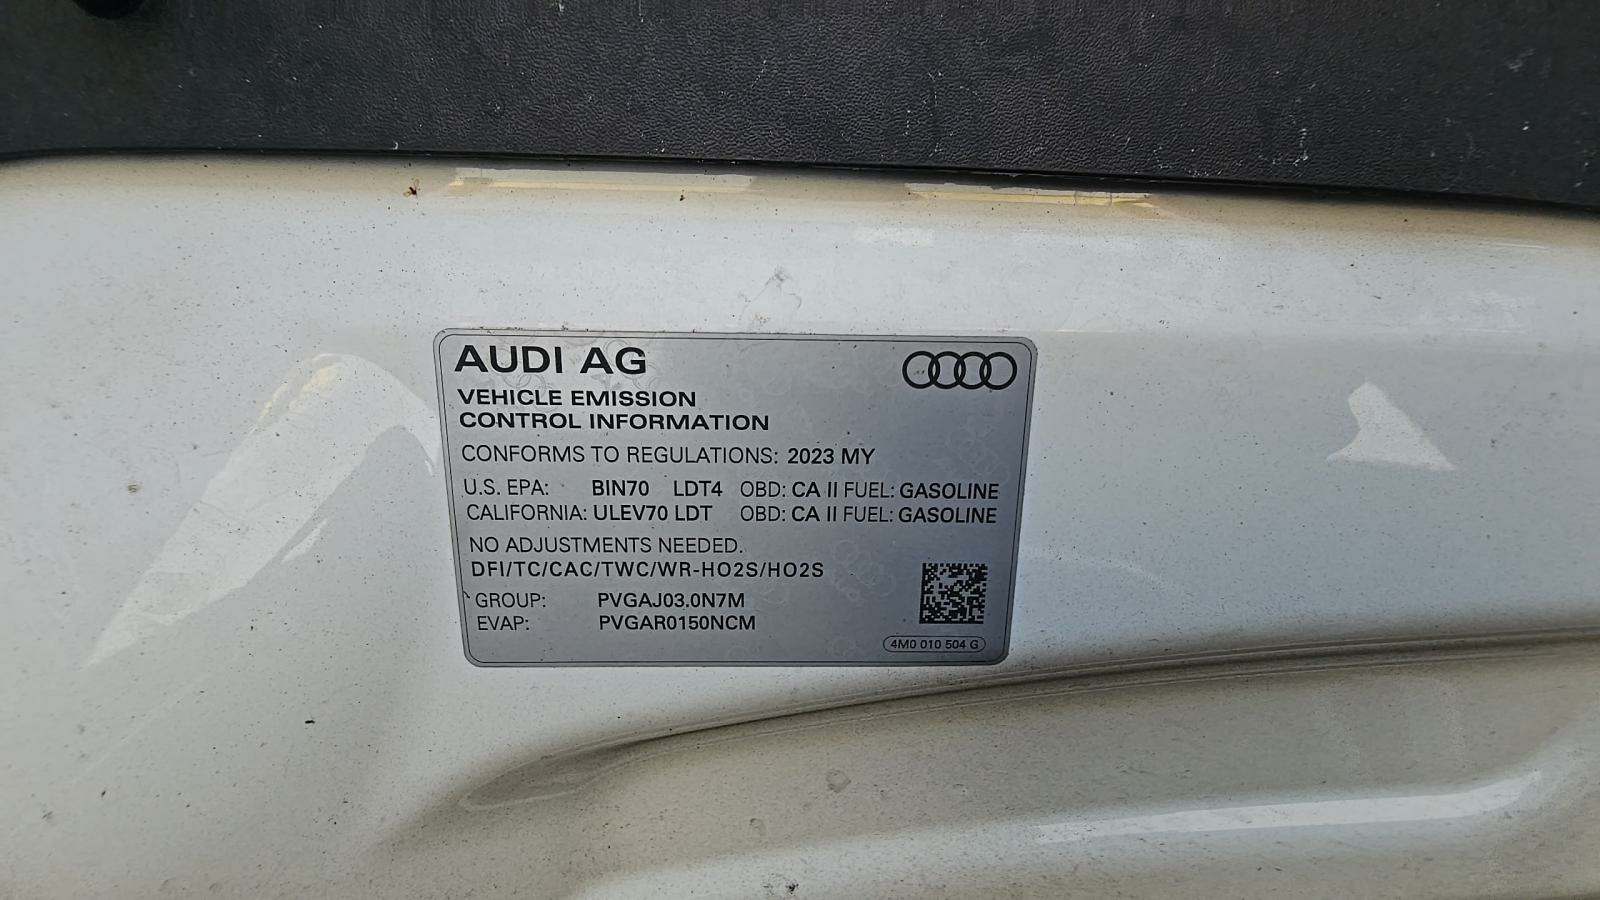 AUDI AG
VEHICLE EMISSION
CONTROL INFORMATION
CONFORMS TO REGULATIONS: 2023 MY
U.S. EPA: BIN70 LDT4 OBD: CA II FUEL: GASOLINE
CALIFORNIA: ULEV70 LDT OBD: CA II FUEL: GASOLINE
NO ADJUSTMENTS NEEDED.
DFI/TC/CAC/TWC/WR-HO2S/HO2S
GROUP: PVGAJ03.0N7M
EVAP: PVGAR0150NCM
4M0 010 504 G